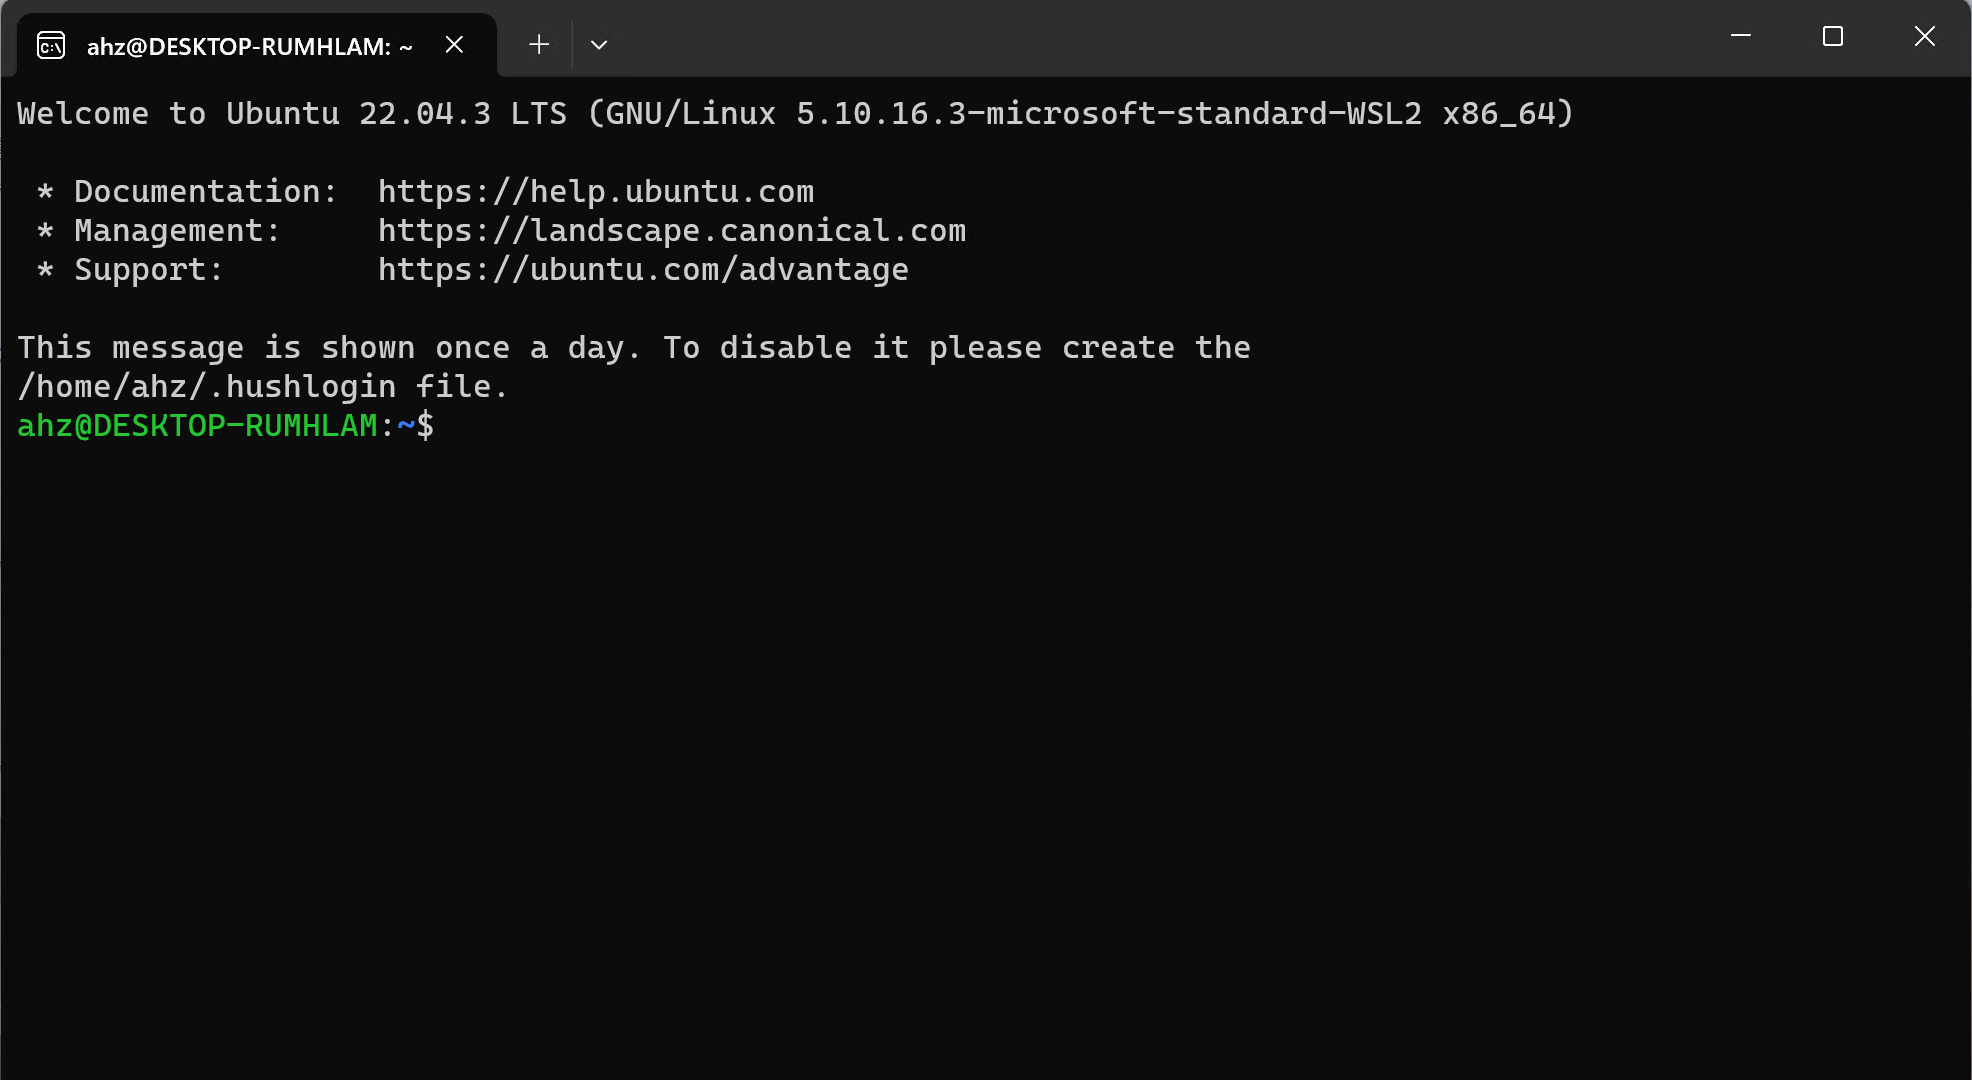 ahz@DESKTOP-RUMHLAM: ~
Welcome to Ubuntu 22.04.3 LTS (GNU/Linux 5.10.16.3-microsoft-standard-WSL2 x86_64)

 * Documentation:  https://help.ubuntu.com
 * Management:     https://landscape.canonical.com
 * Support:        https://ubuntu.com/advantage

This message is shown once a day. To disable it please create the
/home/ahz/.hushlogin file.
ahz@DESKTOP-RUMHLAM:~$